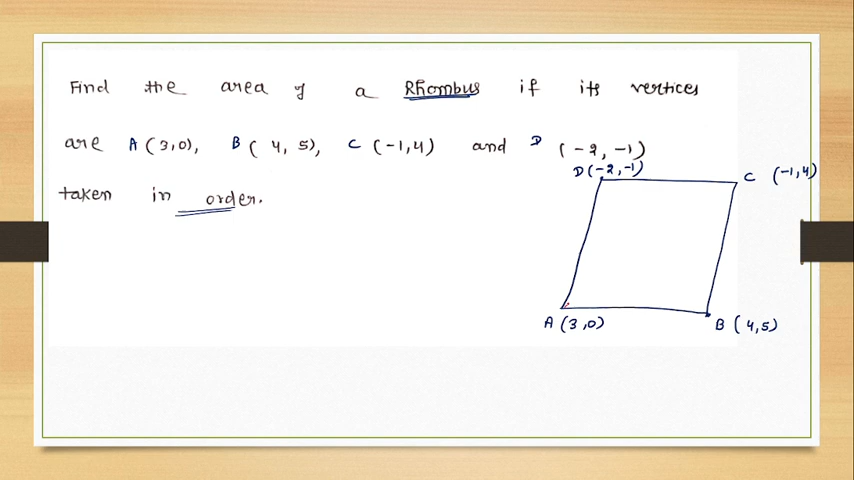 Find the area of a Rhombus if its vertices
are A (3,0), B ( 4, 5), C (-1,4) and D (-2, -1)
taken in order.
D (-2, -1)
C (-1, 4)
A (3,0)
B ( 4,5)